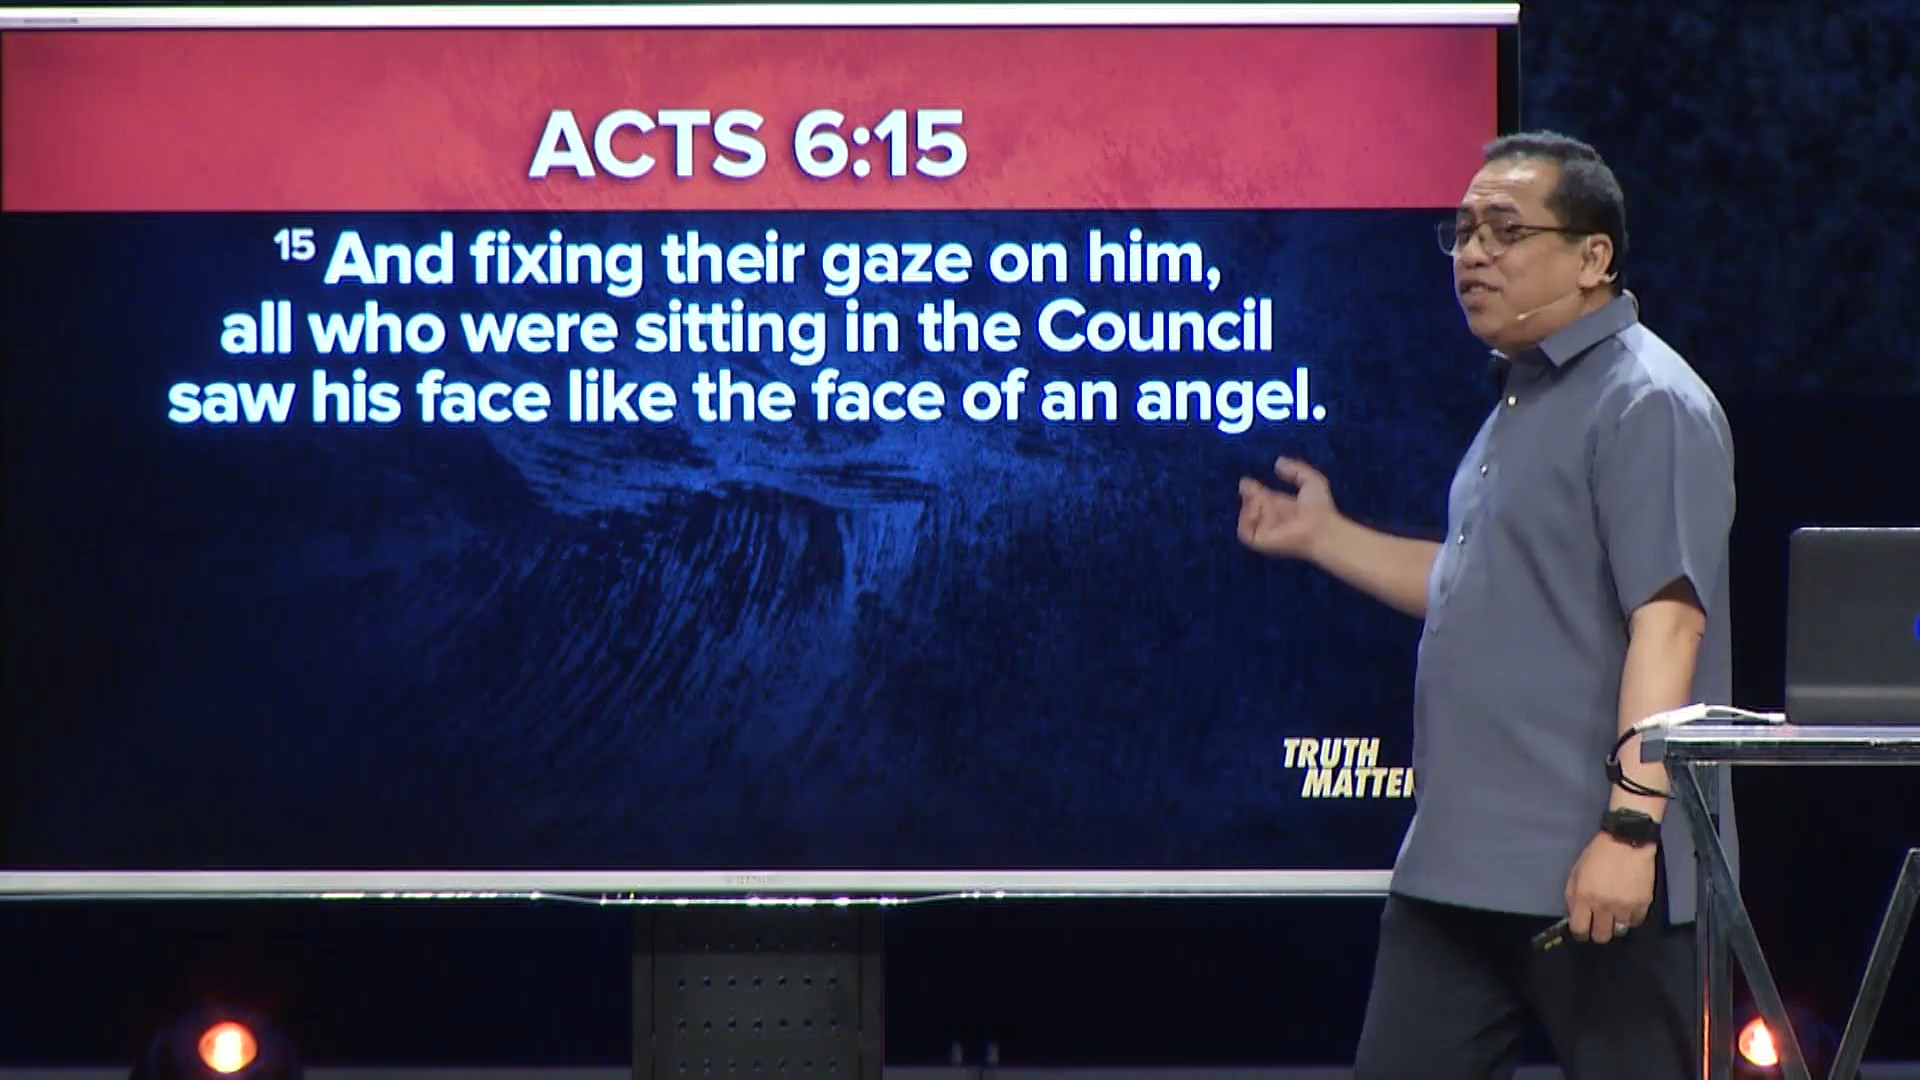 ACTS 6:15
15 And fixing their gaze on him,
all who were sitting in the Council
saw his face like the face of an angel.
TRUTH
MATTER